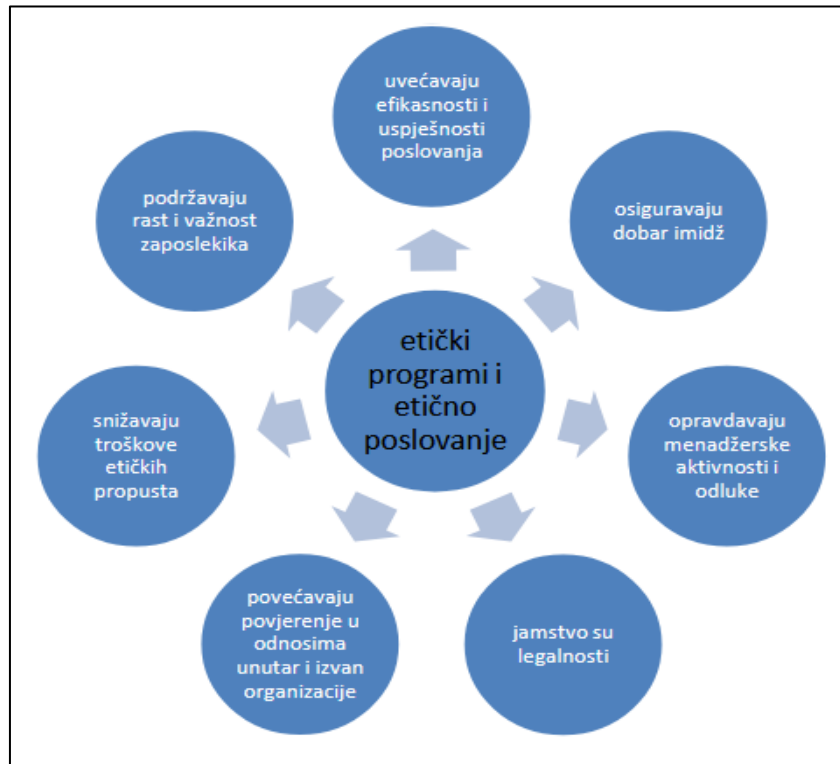 uvećavaju
efikasnosti i
uspješnosti
poslovanja
osiguravaju
dobar imidž
opravdavaju
menadžerske
aktivnosti i
odluke
jamstvo su
legalnosti
povećavaju
povjerenje u
odnosima
unutar i izvan
organizacije
snižavaju
troškove
etičkih
propusta
podržavaju
rast i važnost
zaposlekika
etički
programi i
etično
poslovanje